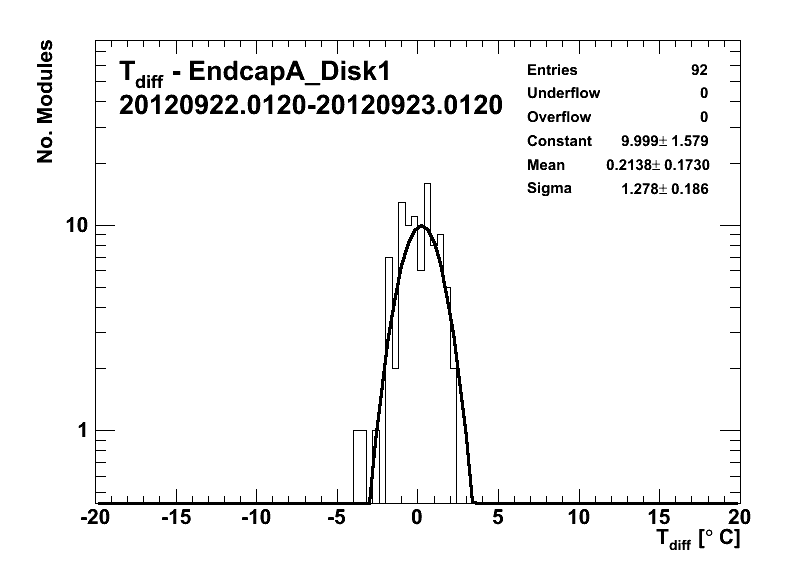 T_diff - EndcapA_Disk1
20120922.0120-20120923.0120
Entries 92
Underflow 0
Overflow 0
Constant 9.999± 1.579
Mean 0.2138± 0.1730
Sigma 1.278± 0.186
No. Modules
10
1
-20 -15 -10 -5 0 5 10 15 20
T_diff [° C]